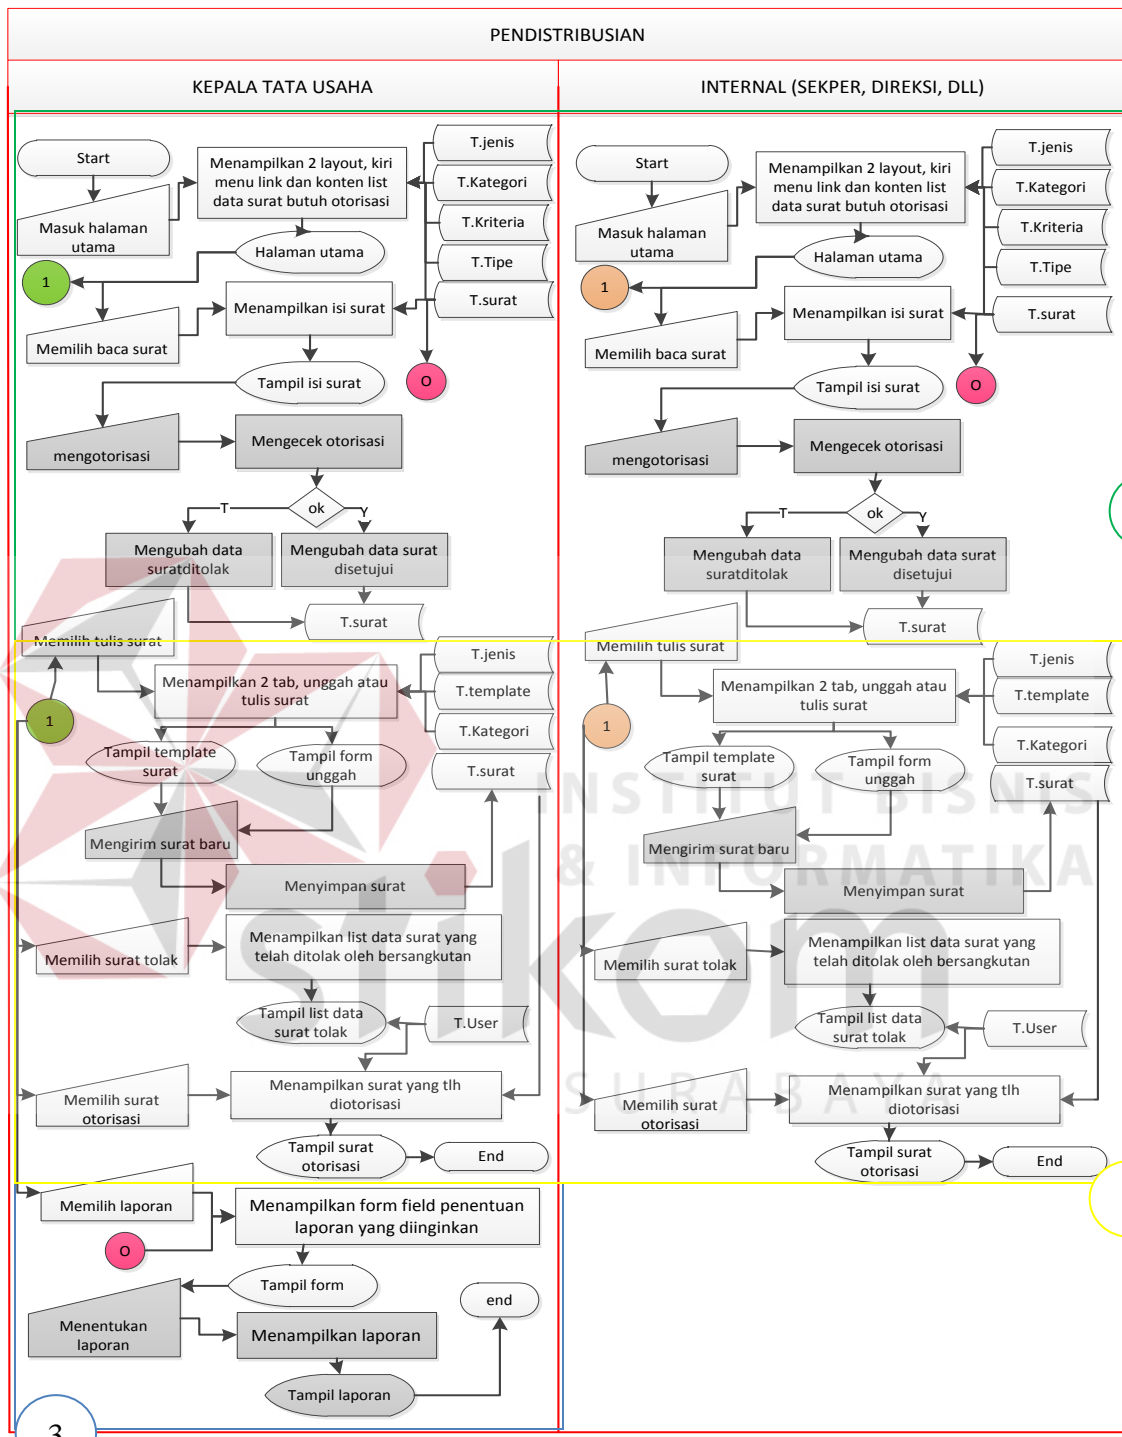 PENDISTRIBUSIAN
KEPALA TATA USAHA
Start
Masuk halaman
utama
Menampilkan 2 layout, kiri
menu link dan konten list
data surat butuh otorisasi
T.jenis
T.Kategori
T.Kriteria
T.Tipe
T.surat
Halaman utama
1
Memilih baca surat
Menampilkan isi surat
Tampil isi surat
O
mengotorisasi
Mengecek otorisasi
ok
T
Y
Mengubah data
suratditolak
Mengubah data surat
disetujui
T.surat
Memilih tulis surat
1
Menampilkan 2 tab, unggah atau
tulis surat
T.jenis
T.template
T.Kategori
T.surat
Tampil template
surat
Tampil form
unggah
Mengirim surat baru
Menyimpan surat
Memilih surat tolak
Menampilkan list data surat yang
telah ditolak oleh bersangkutan
Tampil list data
surat tolak
T.User
Memilih surat
otorisasi
Menampilkan surat yang tlh
diotorisasi
Tampil surat
otorisasi
End
Memilih laporan
O
Menampilkan form field penentuan
laporan yang diinginkan
Tampil form
Menentukan
laporan
Menampilkan laporan
Tampil laporan
end
3
INTERNAL (SEKPER, DIREKSI, DLL)
Start
Masuk halaman
utama
Menampilkan 2 layout, kiri
menu link dan konten list
data surat butuh otorisasi
T.jenis
T.Kategori
T.Kriteria
T.Tipe
T.surat
Halaman utama
1
Memilih baca surat
Menampilkan isi surat
Tampil isi surat
O
mengotorisasi
Mengecek otorisasi
ok
T
Y
Mengubah data
suratditolak
Mengubah data surat
disetujui
T.surat
Memilih tulis surat
1
Menampilkan 2 tab, unggah atau
tulis surat
T.jenis
T.template
T.Kategori
T.surat
Tampil template
surat
Tampil form
unggah
Mengirim surat baru
Menyimpan surat
Memilih surat tolak
Menampilkan list data surat yang
telah ditolak oleh bersangkutan
Tampil list data
surat tolak
T.User
Memilih surat
otorisasi
Menampilkan surat yang tlh
diotorisasi
Tampil surat
otorisasi
End
INSTITUT BISNIS
& INFORMATIKA
stikom
SURABAYA